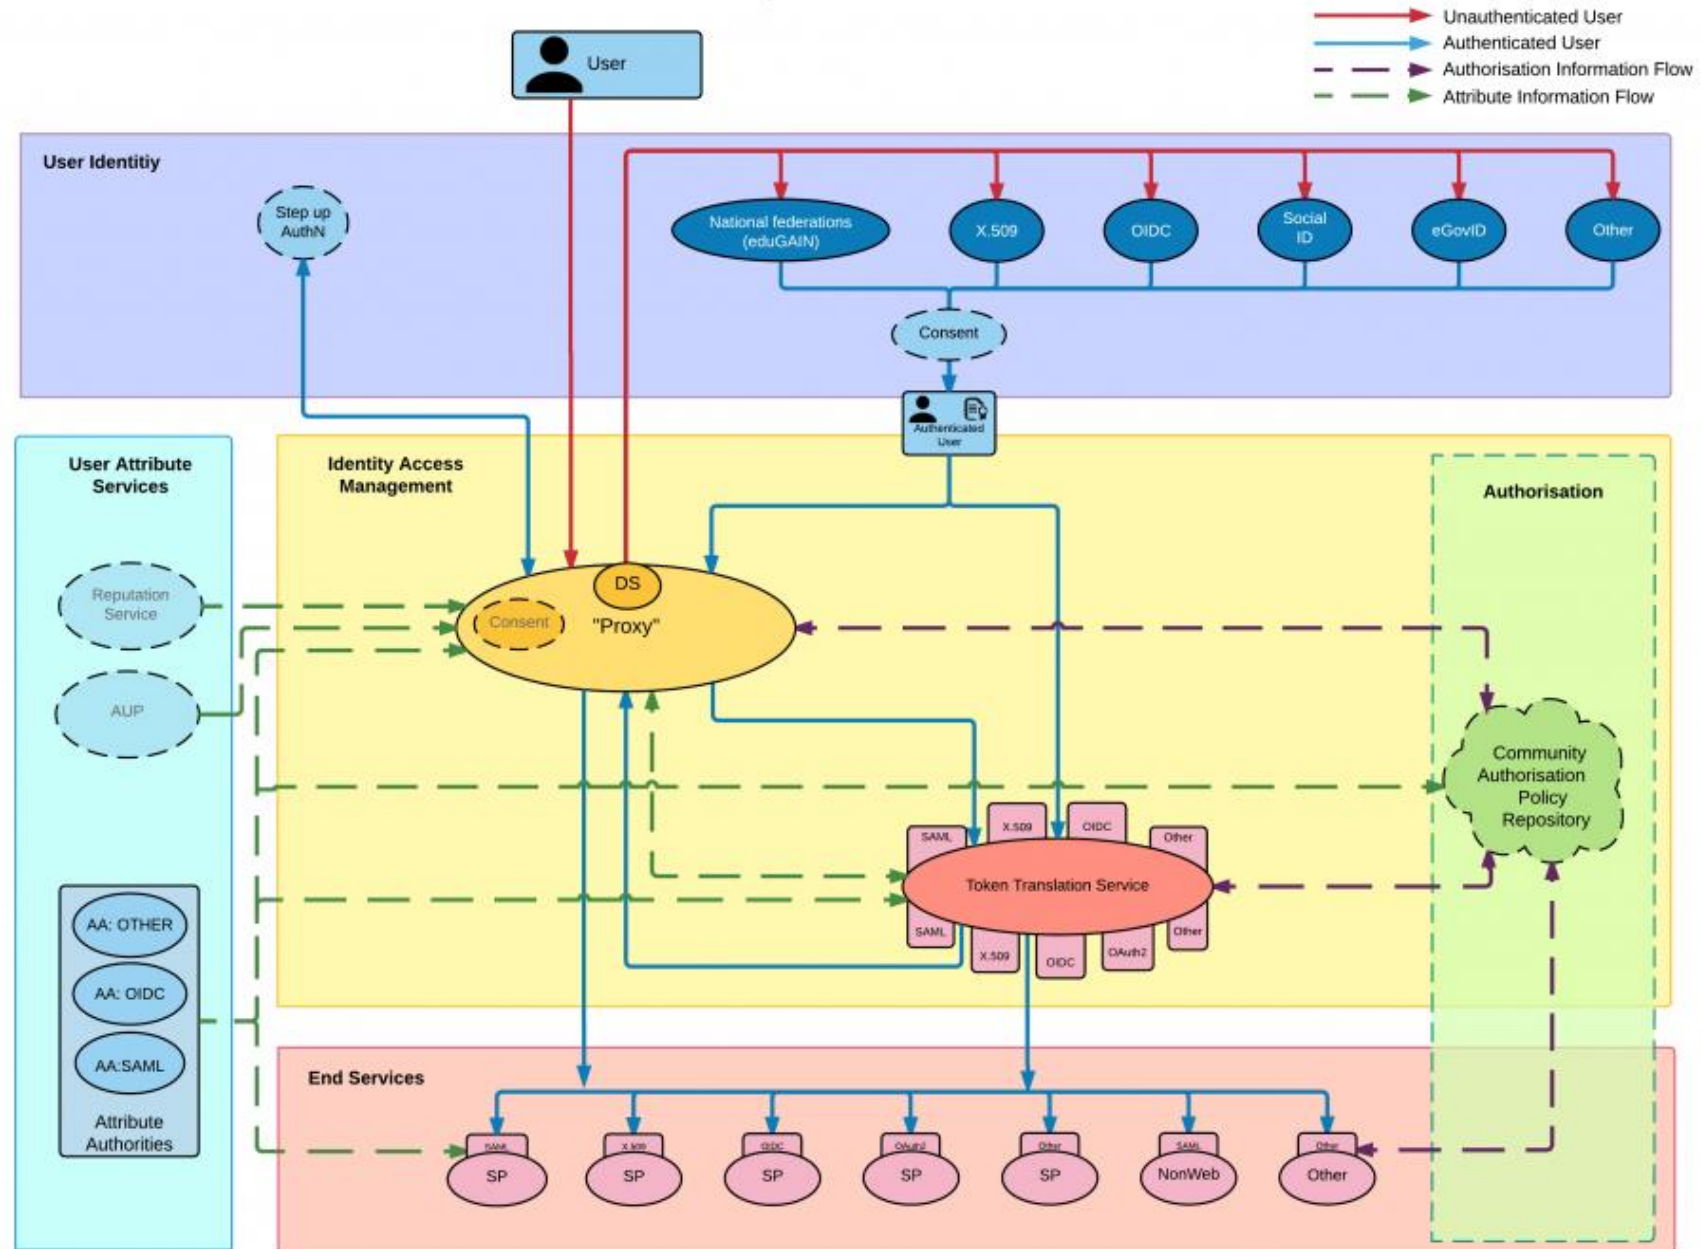 Unauthenticated User
Authenticated User
Authorisation Information Flow
Attribute Information Flow
User
User Identitiy
Step up
AuthN
National federations
(eduGAIN)
X.509
OIDC
Social
ID
eGovID
Other
Consent
Authenticated
User
User Attribute
Services
Identity Access
Management
Authorisation
Reputation
Service
AUP
DS
Consent
"Proxy"
Community
Authorisation
Policy
Repository
SAML
X.509
OIDC
Other
Token Translation Service
SAML
X.509
OIDC
OAuth2
Other
AA: OTHER
AA: OIDC
AA:SAML
Attribute
Authorities
End Services
SAML
SP
X.509
SP
OIDC
SP
OAuth2
SP
Other
SP
SAML
NonWeb
Other
Other